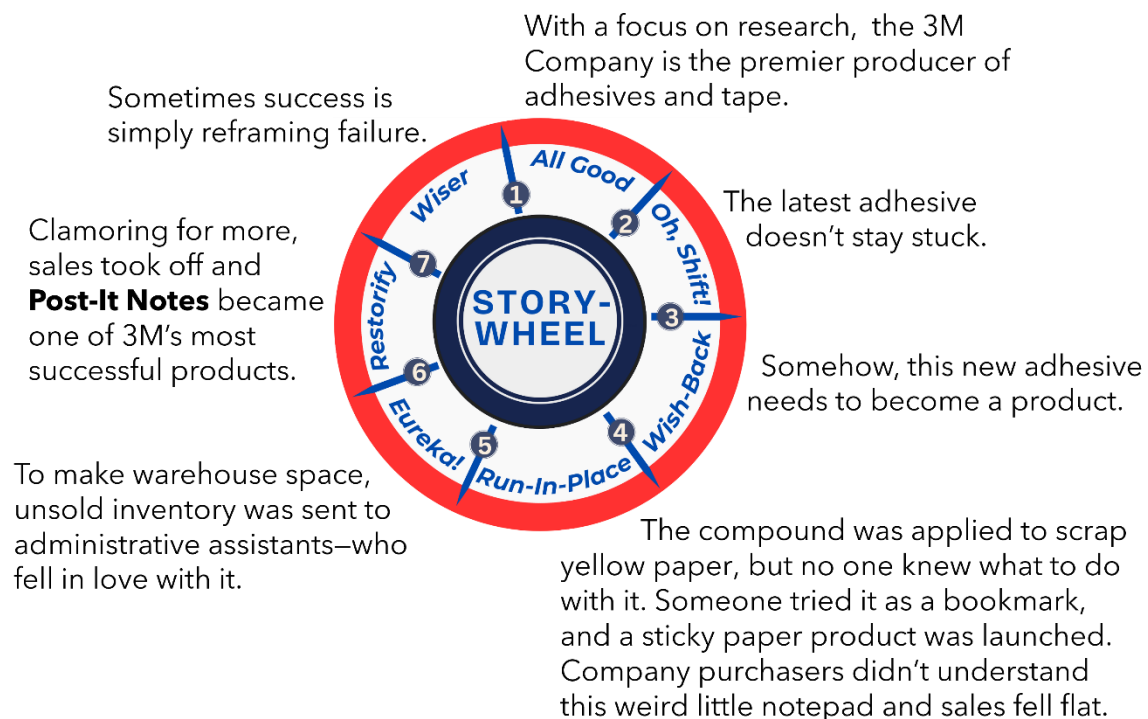 With a focus on research, the 3M
Company is the premier producer of
adhesives and tape.
Sometimes success is
simply reframing failure.
The latest adhesive
doesn’t stay stuck.
Clamoring for more,
sales took off and
Post-It Notes became
one of 3M’s most
successful products.
Somehow, this new adhesive
needs to become a product.
To make warehouse space,
unsold inventory was sent to
administrative assistants—who
fell in love with it.
The compound was applied to scrap
yellow paper, but no one knew what to do
with it. Someone tried it as a bookmark,
and a sticky paper product was launched.
Company purchasers didn’t understand
this weird little notepad and sales fell flat.
STORY-
WHEEL
1
All Good
2
Oh, Shift!
3
Wish-Back
4
Run-In-Place
5
Eureka!
6
Restorify
7
Wiser